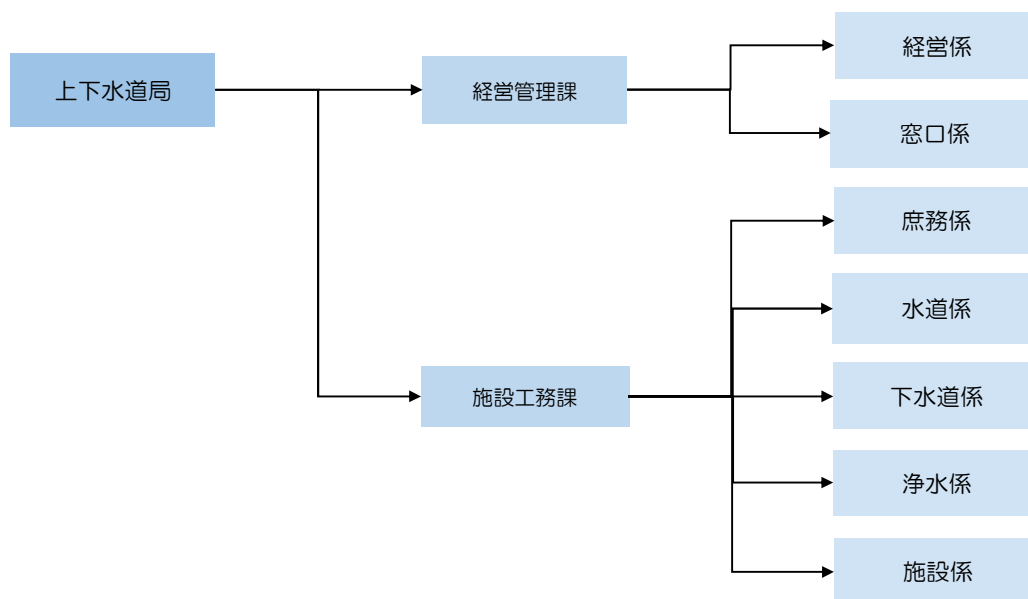 上下水道局
経営管理課
経営係
窓口係
施設工務課
庶務係
水道係
下水道係
浄水係
施設係